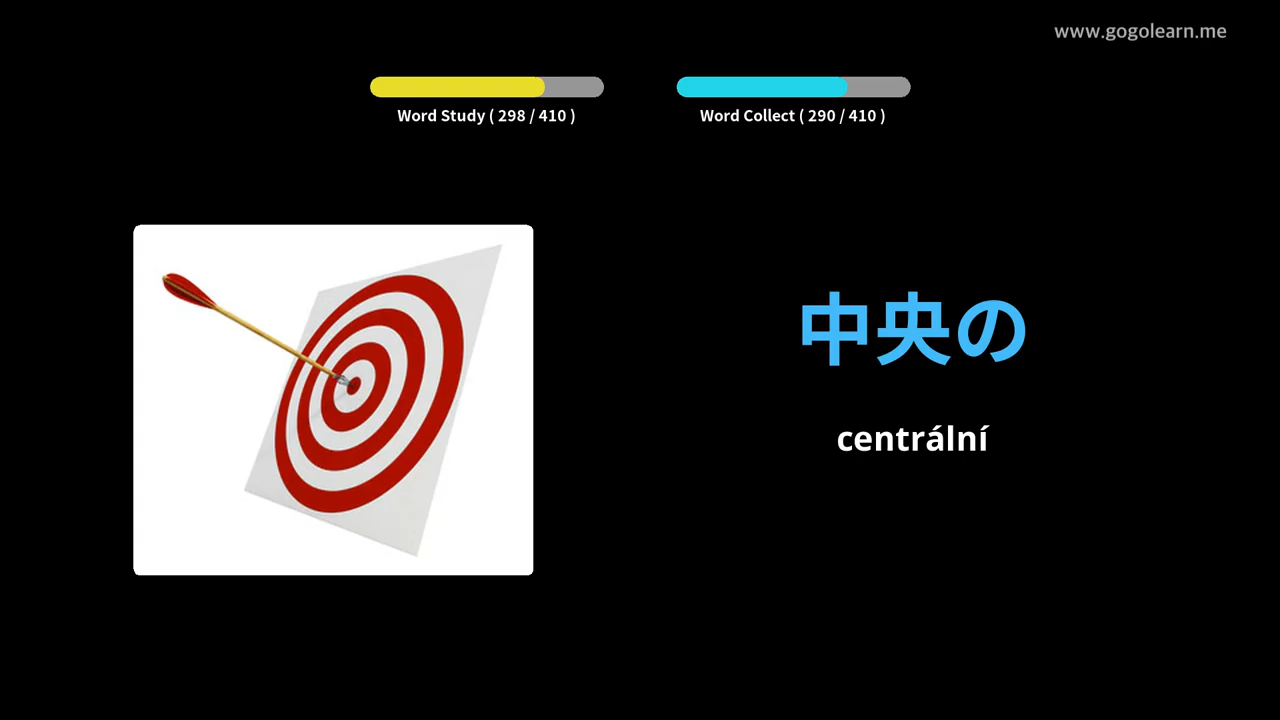 www.gogolearn.me
Word Study ( 298 / 410 )
Word Collect ( 290 / 410 )
中央の
centrální